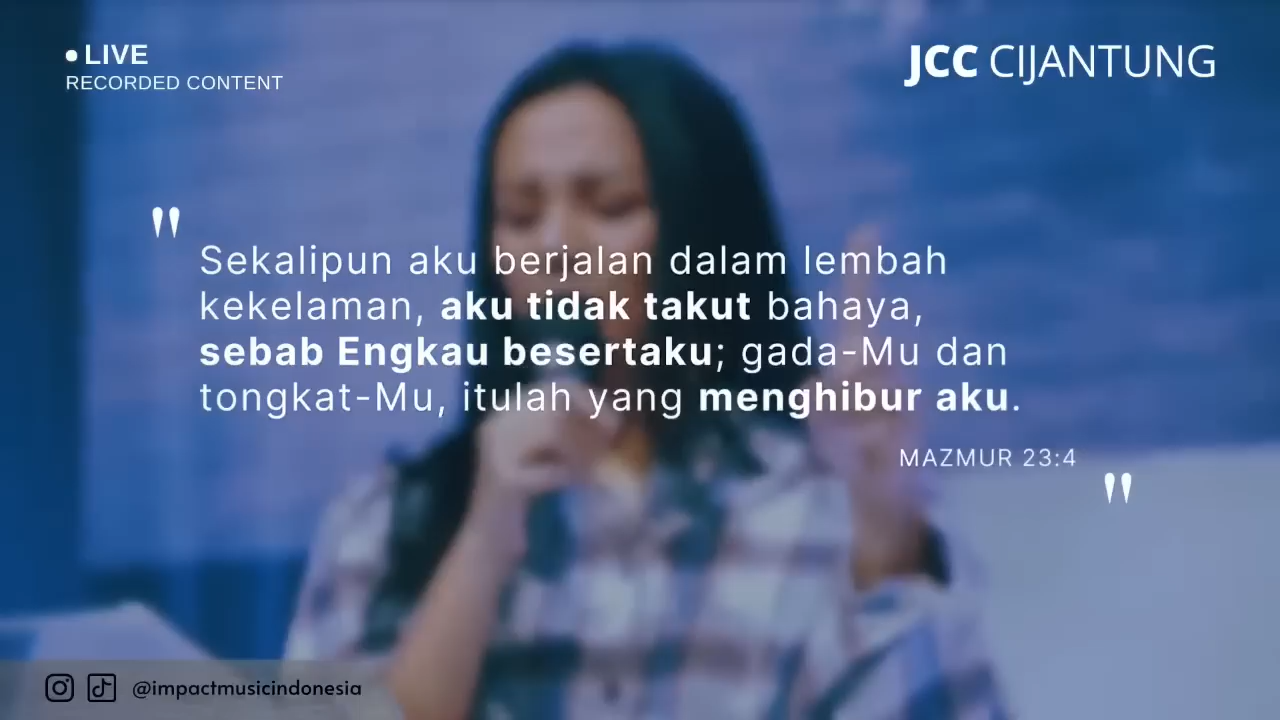 LIVE
RECORDED CONTENT
JCC CIJANTUNG
"
Sekalipun aku berjalan dalam lembah
kekelaman, aku tidak takut bahaya,
sebab Engkau besertaku; gada-Mu dan
tongkat-Mu, itulah yang menghibur aku.
MAZMUR 23:4
"
@impactmusicindonesia